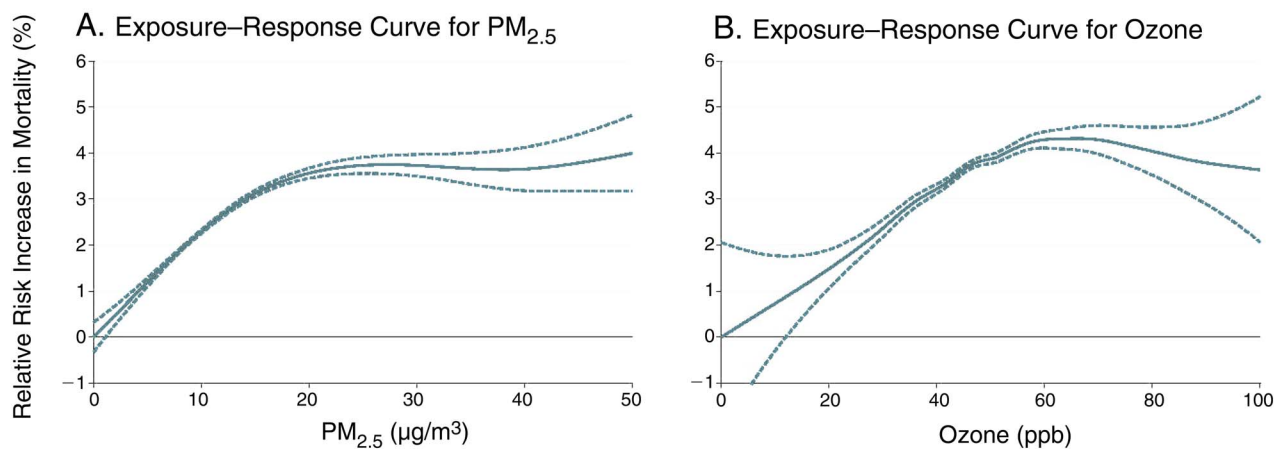 A. Exposure–Response Curve for PM2.5
Relative Risk Increase in Mortality (%)
6
5
4
3
2
1
0
−1
0 10 20 30 40 50
PM2.5 (μg/m³)
B. Exposure–Response Curve for Ozone
6
5
4
3
2
1
0
−1
0 20 40 60 80 100
Ozone (ppb)